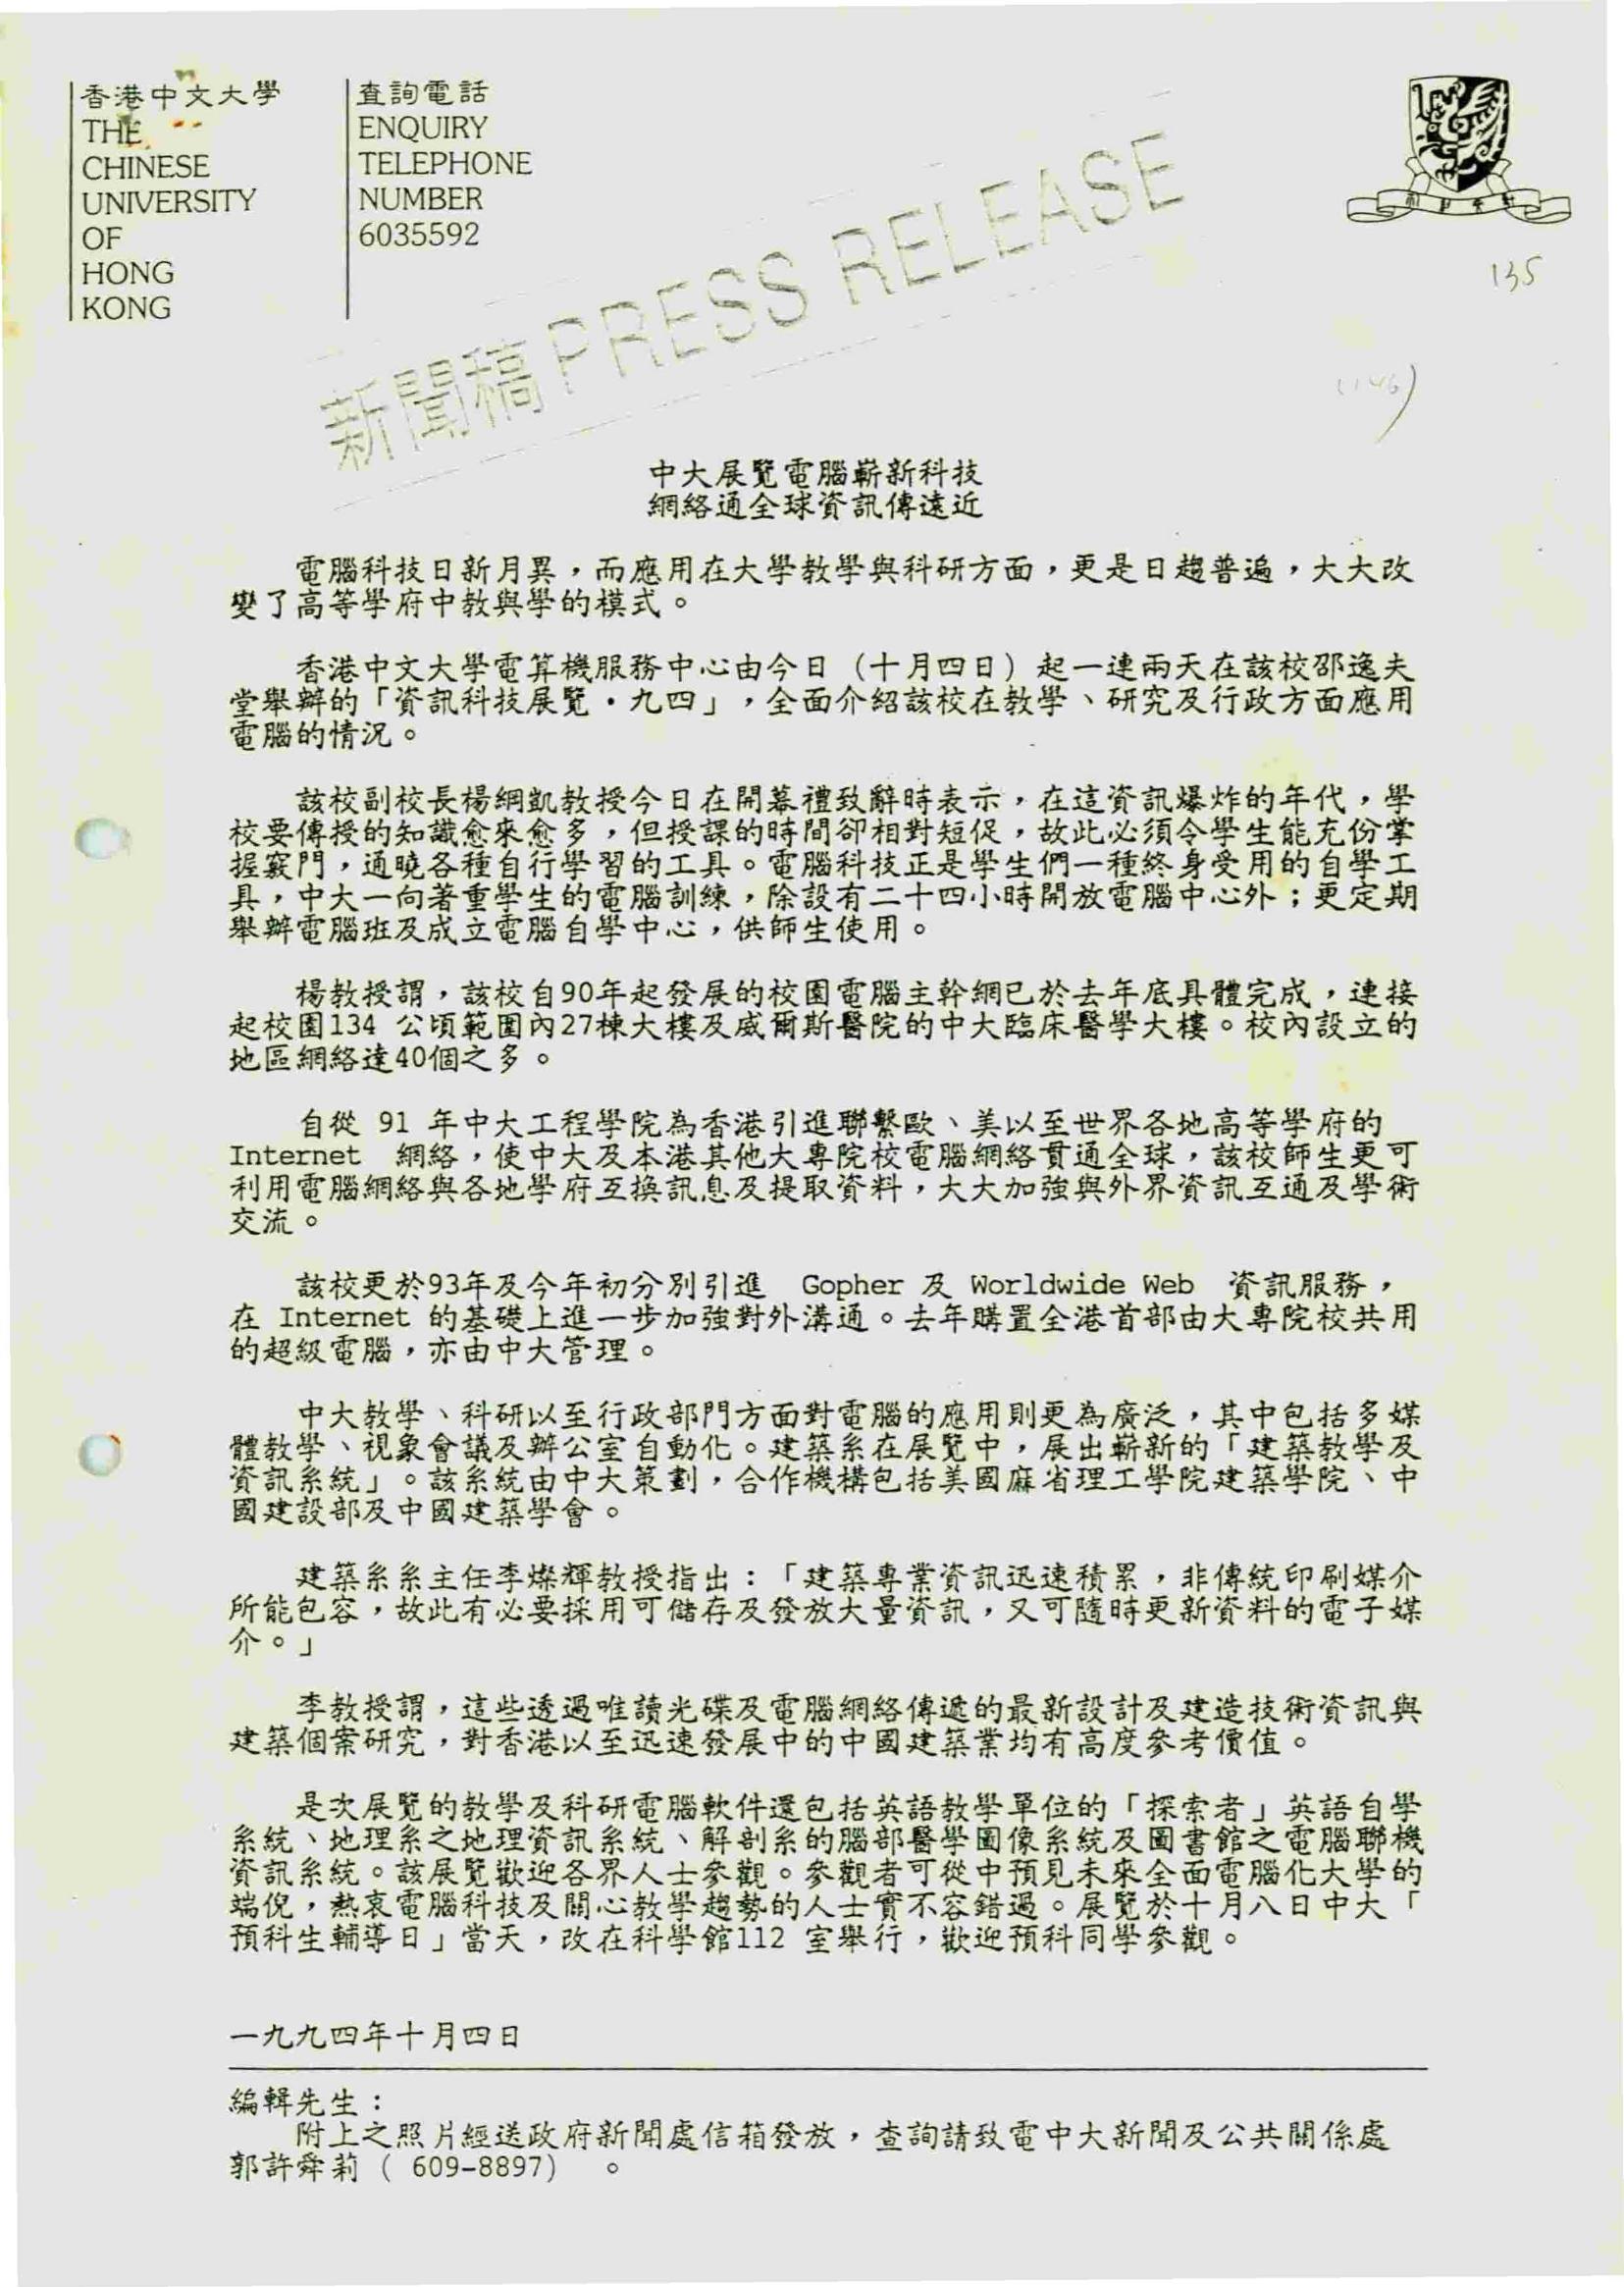 香港中文大學
THE
CHINESE
UNIVERSITY
OF
HONG
KONG
查詢電話
ENQUIRY
TELEPHONE
NUMBER
6035592
新聞稿 PRESS RELEASE
135
(146)
中大展覽電腦嶄新科技
網絡通全球資訊傳遠近
電腦科技日新月異，而應用在大學教學與科研方面，更是日趨普遍，大大改
變了高等學府中教與學的模式。
香港中文大學電算機服務中心由今日（十月四日）起一連兩天在該校邵逸夫
堂舉辦的「資訊科技展覽・九四」，全面介紹該校在教學、研究及行政方面應用
電腦的情況。
該校副校長楊綱凱教授今日在開幕禮致辭時表示，在這資訊爆炸的年代，學
校要傳授的知識愈來愈多，但授課的時間卻相對短促，故此必須令學生能充份掌
握竅門，通曉各種自行學習的工具。電腦科技正是學生們一種終身受用的自學工
具，中大一向著重學生的電腦訓練，除設有二十四小時開放電腦中心外；更定期
舉辦電腦班及成立電腦自學中心，供師生使用。
楊教授謂，該校自90年起發展的校園電腦主幹網已於去年底具體完成，連接
起校園134 公頃範圍內27棟大樓及威爾斯醫院的中大臨床醫學大樓。校內設立的
地區網絡達40個之多。
自從 91 年中大工程學院為香港引進聯繫歐、美以至世界各地高等學府的
Internet 網絡，使中大及本港其他大專院校電腦網絡貫通全球，該校師生更可
利用電腦網絡與各地學府互換訊息及提取資料，大大加強與外界資訊互通及學術
交流。
該校更於93年及今年初分別引進 Gopher 及 Worldwide Web 資訊服務，
在 Internet 的基礎上進一步加強對外溝通。去年購置全港首部由大專院校共用
的超級電腦，亦由中大管理。
中大教學、科研以至行政部門方面對電腦的應用則更為廣泛，其中包括多媒
體教學、視象會議及辦公室自動化。建築系在展覽中，展出嶄新的「建築教學及
資訊系統」。該系統由中大策劃，合作機構包括美國麻省理工學院建築學院、中
國建設部及中國建築學會。
建築系系主任李燦輝教授指出：「建築專業資訊迅速積累，非傳統印刷媒介
所能包容，故此有必要採用可儲存及發放大量資訊，又可隨時更新資料的電子媒
介。」
李教授謂，這些透過唯讀光碟及電腦網絡傳遞的最新設計及建造技術資訊與
建築個案研究，對香港以至迅速發展中的中國建築業均有高度參考價值。
是次展覽的教學及科研電腦軟件還包括英語教學單位的「探索者」英語自學
系統、地理系之地理資訊系統、解剖系的腦部醫學圖像系統及圖書館之電腦聯機
資訊系統。該展覽歡迎各界人士參觀。參觀者可從中預見未來全面電腦化大學的
端倪，熱衷電腦科技及關心教學趨勢的人士實不容錯過。展覽於十月八日中大「
預科生輔導日」當天，改在科學館112 室舉行，歡迎預科同學參觀。
一九九四年十月四日
編輯先生：
附上之照片經送政府新聞處信箱發放，查詢請致電中大新聞及公共關係處
郭許舜莉（ 609-8897） 。